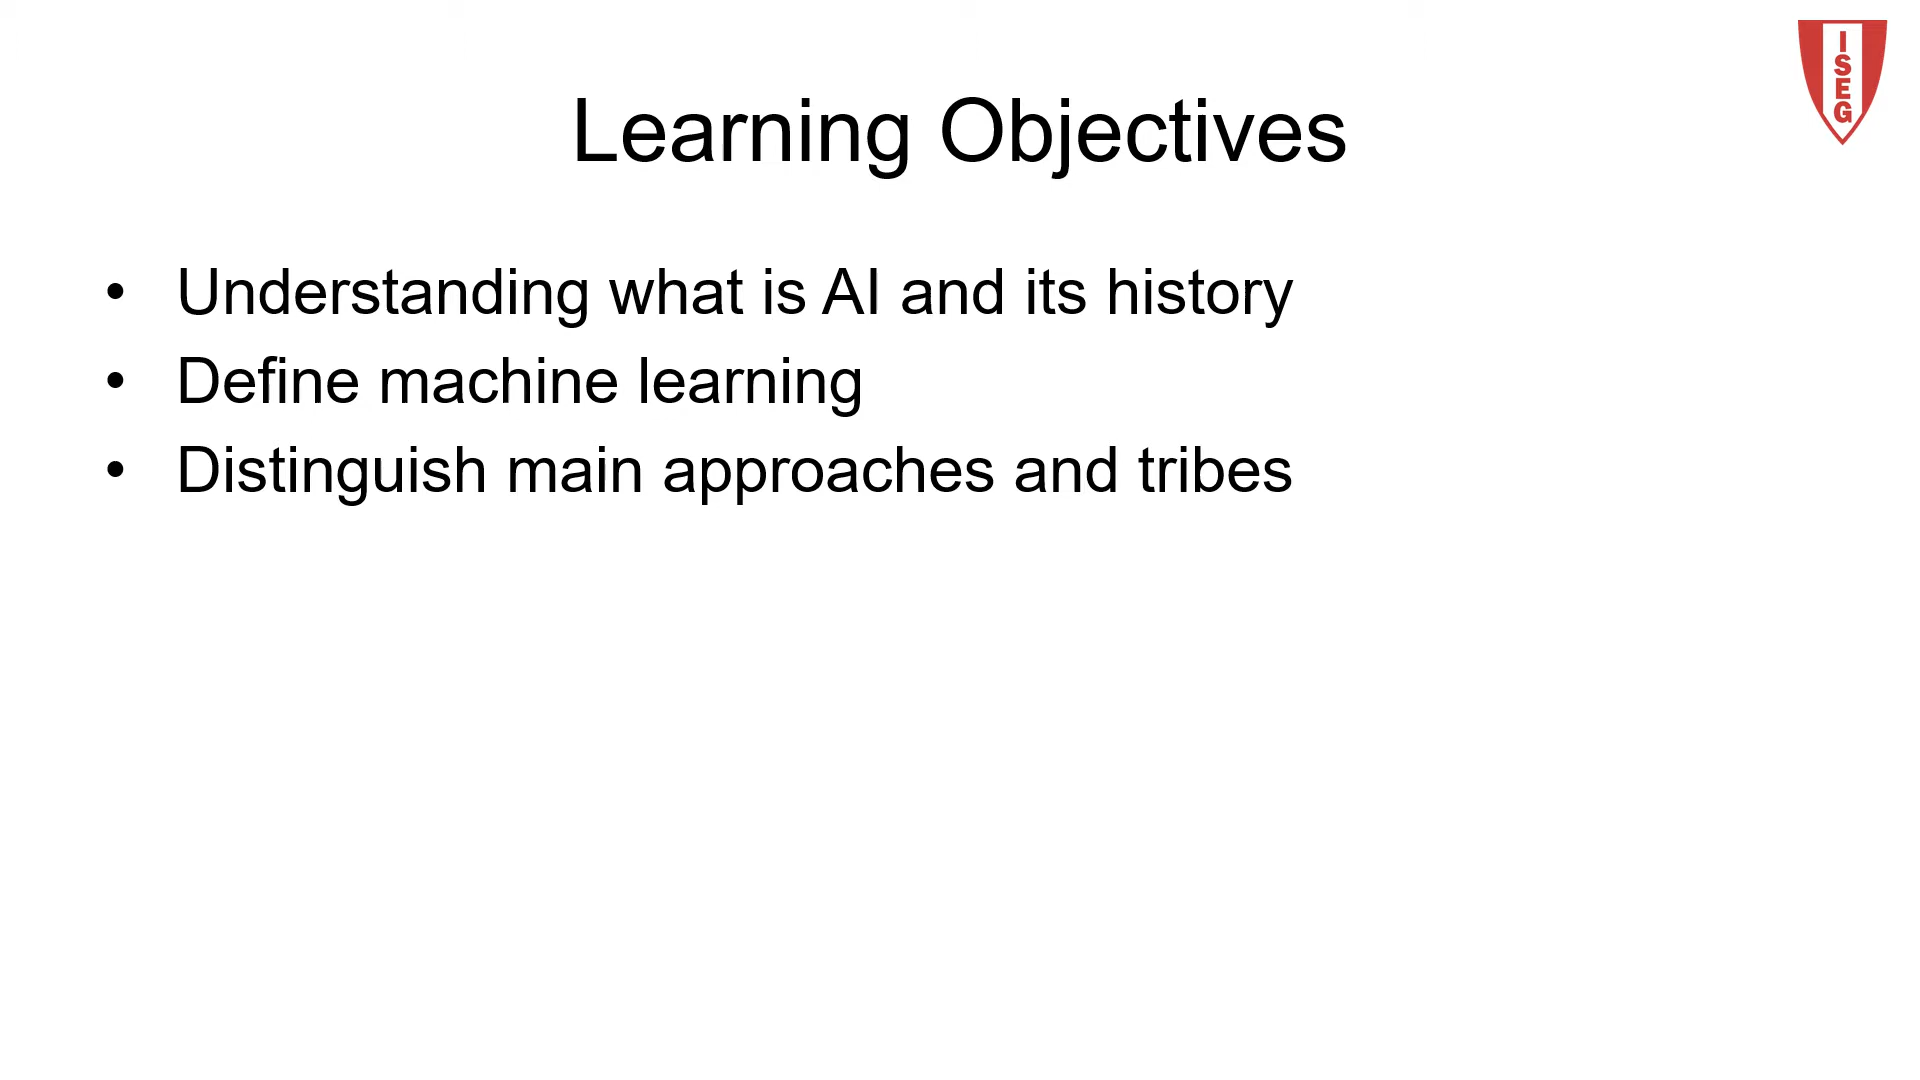 ISEG
Learning Objectives
• Understanding what is AI and its history
• Define machine learning
• Distinguish main approaches and tribes